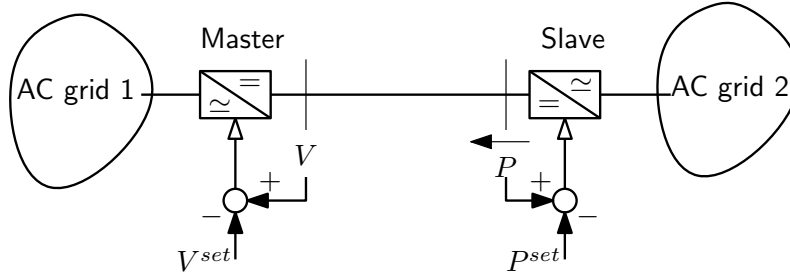 Master Slave
AC grid 1 = ≃ ≃ = AC grid 2
V P
+ +
− −
V^{set} P^{set}